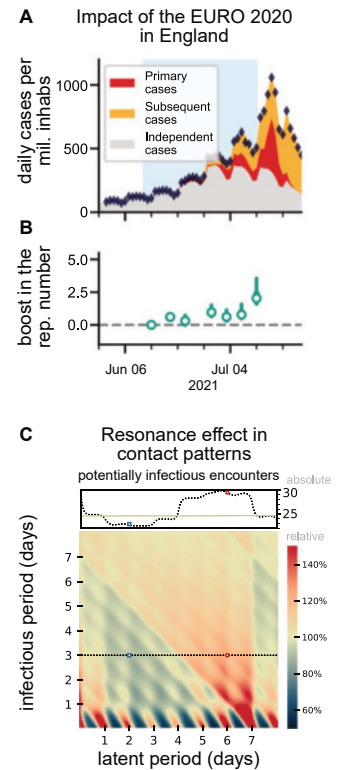 A
Impact of the EURO 2020
in England
daily cases per
mil. inhabs
1000
500
0
Primary
cases
Subsequent
cases
Independent
cases
B
boost in the
rep. number
5.0
2.5
0.0
Jun 06
Jul 04
2021
C
Resonance effect in
contact patterns
potentially infectious encounters
absolute
30
25
relative
infectious period (days)
7
6
5
4
3
2
1
140%
120%
100%
80%
60%
1 2 3 4 5 6 7
latent period (days)